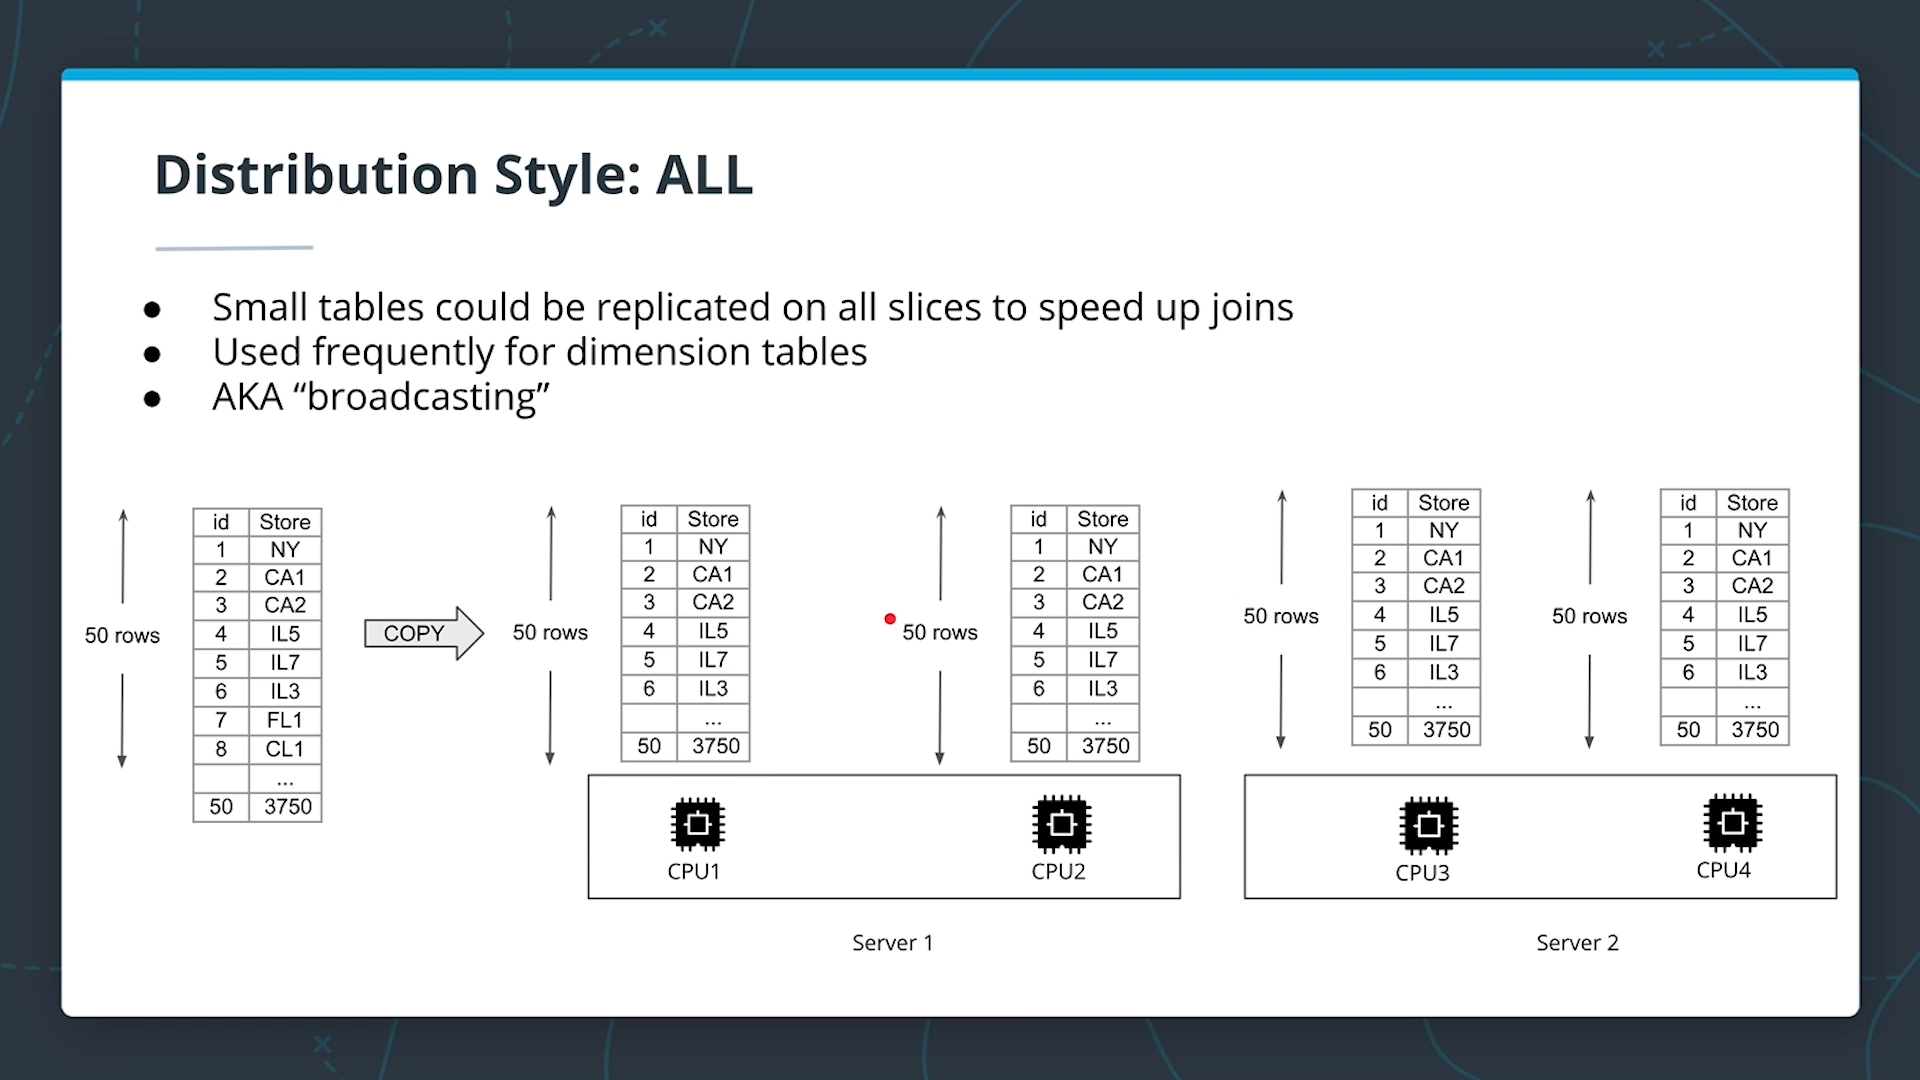 Distribution Style: ALL
● Small tables could be replicated on all slices to speed up joins
● Used frequently for dimension tables
● AKA “broadcasting”
50 rows
id Store
1 NY
2 CA1
3 CA2
4 IL5
5 IL7
6 IL3
7 FL1
8 CL1
...
50 3750
COPY
50 rows
id Store
1 NY
2 CA1
3 CA2
4 IL5
5 IL7
6 IL3
...
50 3750
50 rows
id Store
1 NY
2 CA1
3 CA2
4 IL5
5 IL7
6 IL3
...
50 3750
50 rows
id Store
1 NY
2 CA1
3 CA2
4 IL5
5 IL7
6 IL3
...
50 3750
50 rows
id Store
1 NY
2 CA1
3 CA2
4 IL5
5 IL7
6 IL3
...
50 3750
CPU1
CPU2
CPU3
CPU4
Server 1
Server 2